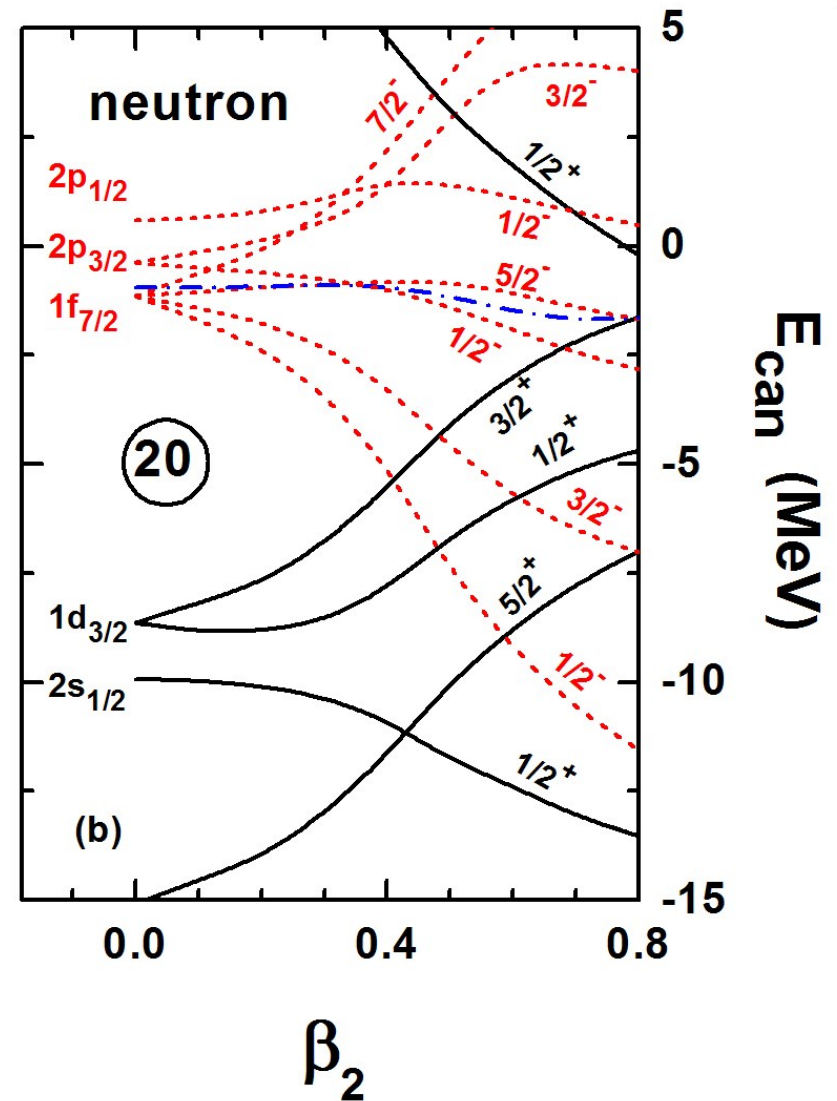 5
neutron
7/2-
3/2-
1/2+
2p1/2
1/2-
2p3/2
0
5/2-
1f7/2
1/2-
3/2+
1/2+
20
-5
3/2-
5/2+
1d3/2
1/2-
2s1/2
-10
1/2+
(b)
-15
0.0 0.4 0.8
β2
Ecan (MeV)